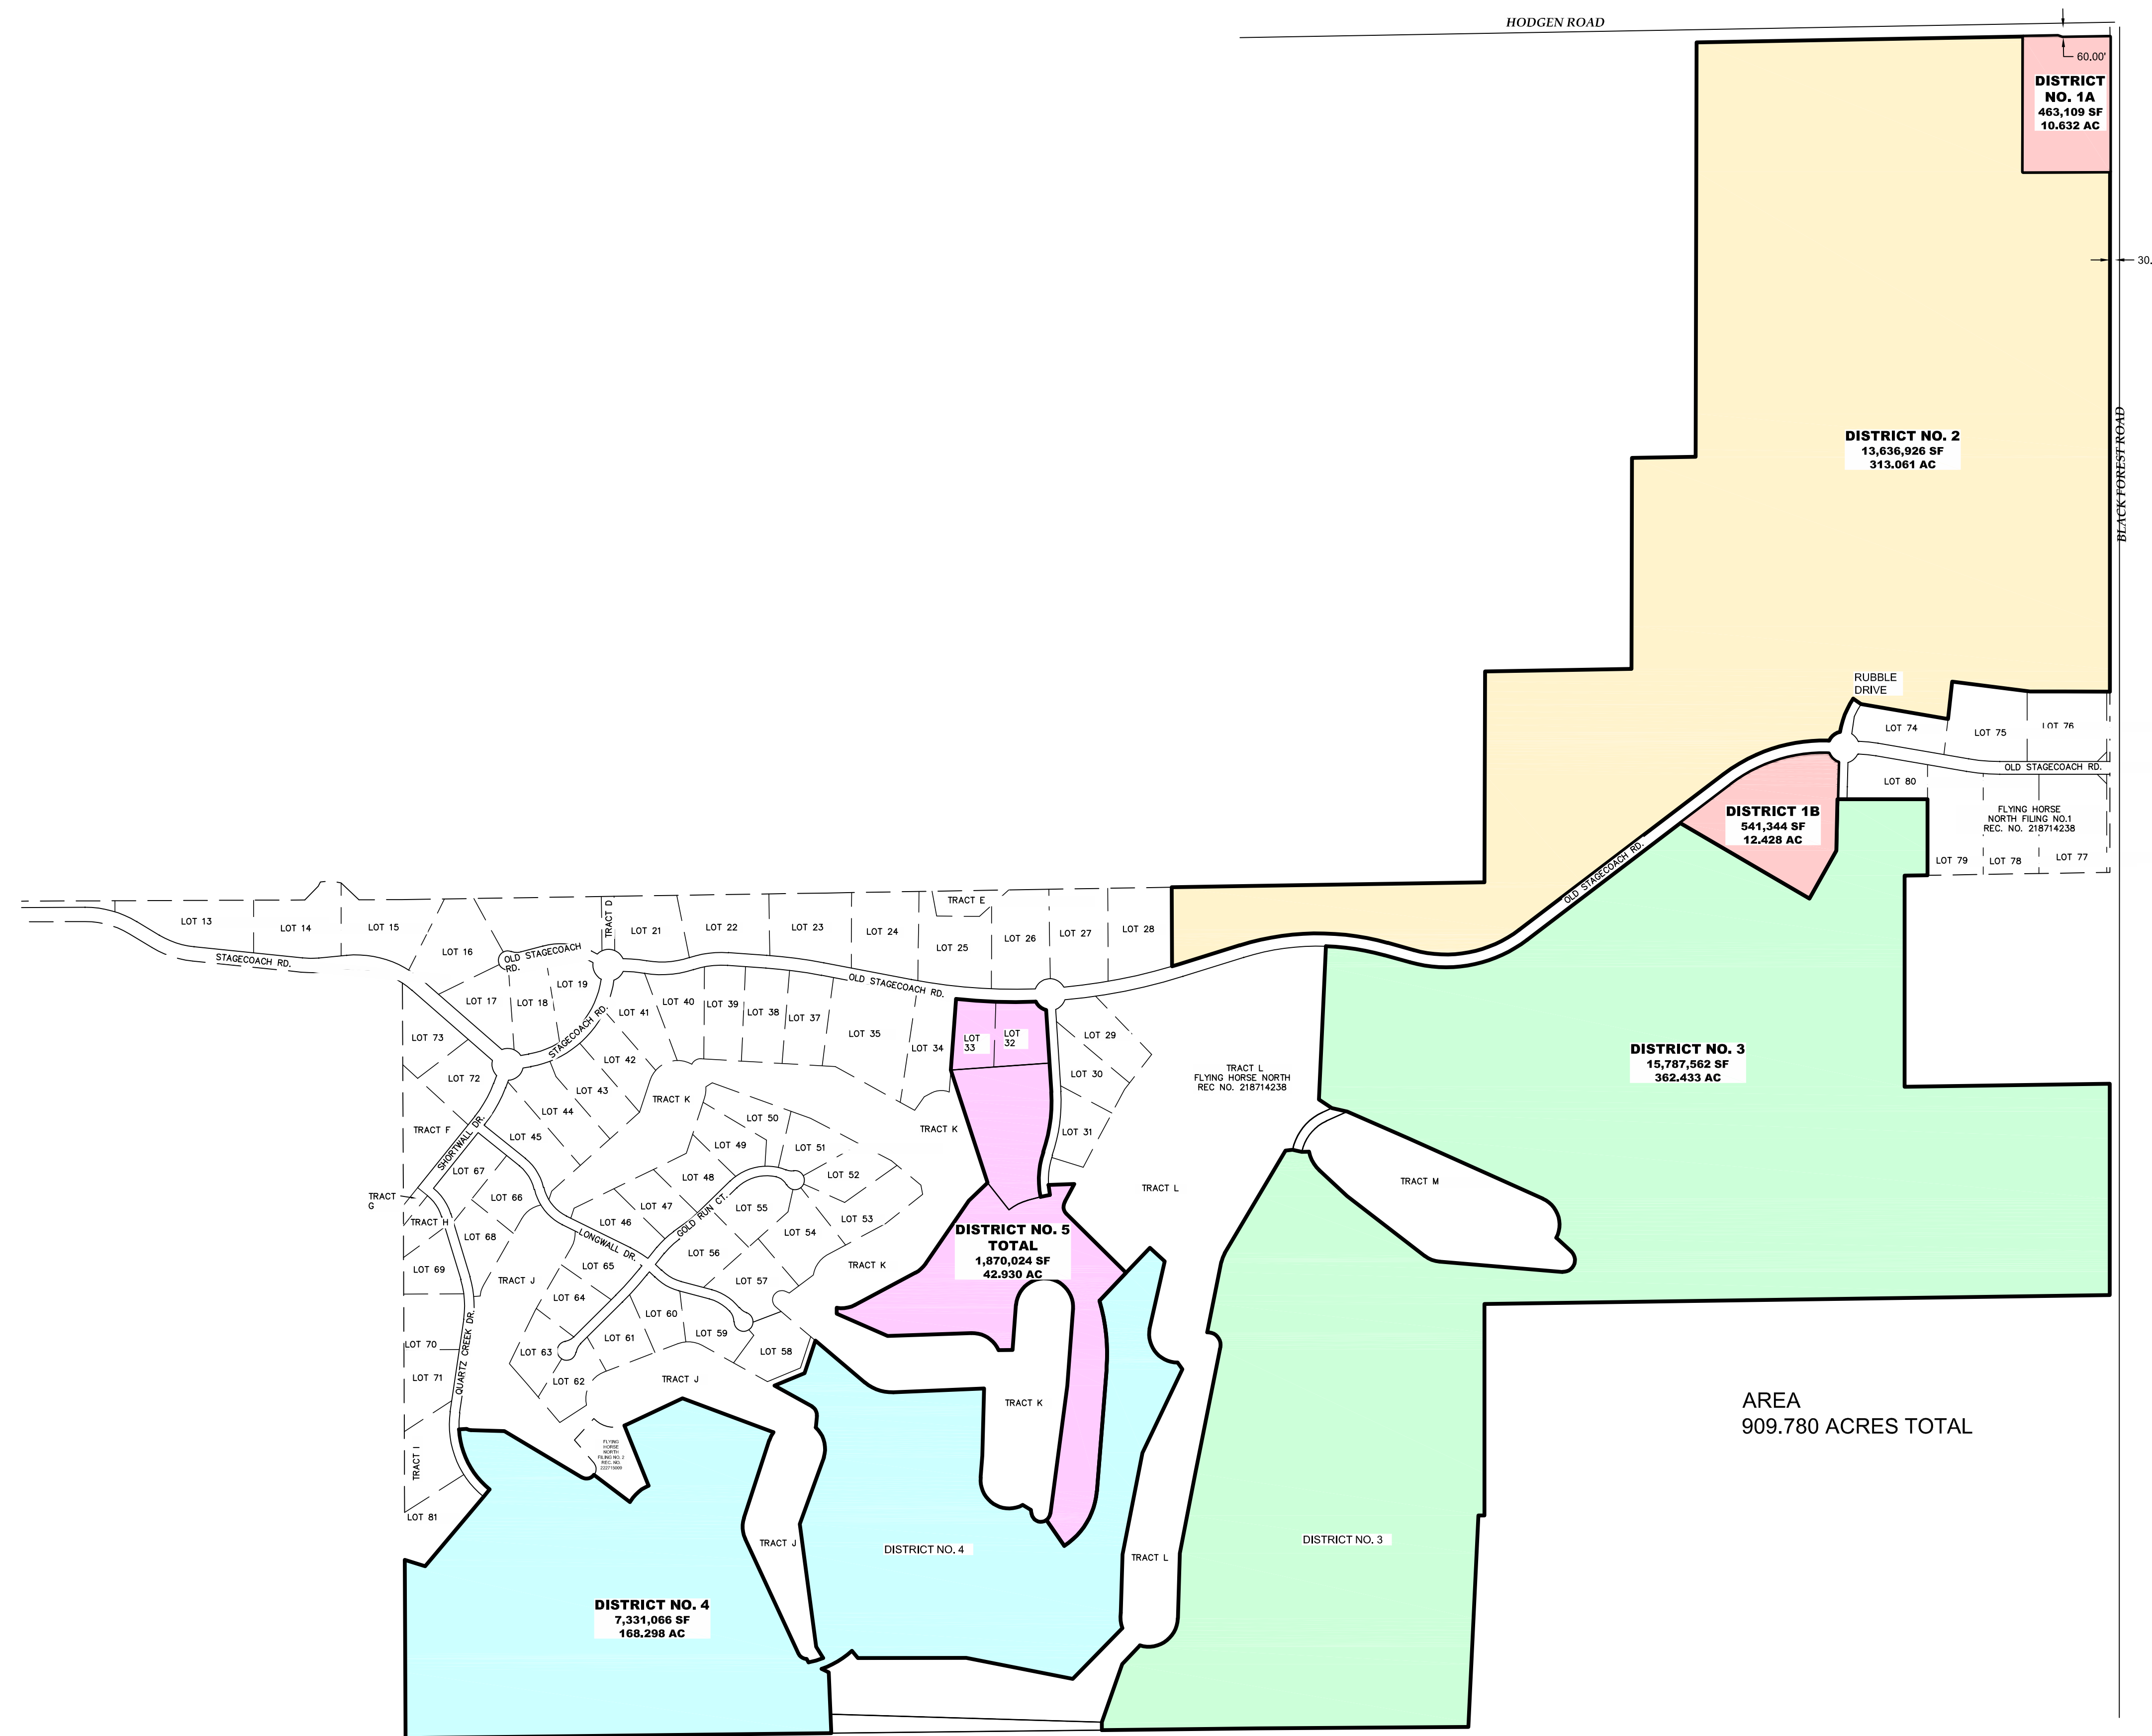 HODGEN ROAD
60.00'
DISTRICT
NO. 1A
463,109 SF
10.632 AC
30.
BLACK FOREST ROAD
DISTRICT NO. 2
13,636,926 SF
313.061 AC
RUBBLE
DRIVE
LOT 74
LOT 75
LOT 76
OLD STAGECOACH RD.
LOT 80
FLYING HORSE
NORTH FILING NO.1
REC. NO. 218714238
LOT 79
LOT 78
LOT 77
DISTRICT 1B
541,344 SF
12.428 AC
OLD STAGECOACH RD.
LOT 13
LOT 14
LOT 15
LOT 16
TRACT D
LOT 21
LOT 22
LOT 23
LOT 24
TRACT E
LOT 25
LOT 26
LOT 27
LOT 28
STAGECOACH RD.
OLD STAGECOACH
RD.
LOT 17
LOT 18
LOT 19
STAGECOACH RD.
LOT 41
LOT 40
LOT 39
LOT 38
LOT 37
OLD STAGECOACH RD.
LOT 35
LOT 34
LOT
33
LOT
32
LOT 29
LOT 30
LOT 31
LOT 73
LOT 72
LOT 42
LOT 43
LOT 44
LOT 45
TRACT K
TRACT K
TRACT L
FLYING HORSE NORTH
REC NO. 218714238
DISTRICT NO. 3
15,787,562 SF
362.433 AC
TRACT F
SHORTWALL DR.
LOT 50
LOT 49
LOT 51
LOT 52
LOT 48
LOT 67
LOT 66
TRACT
G
TRACT H
LOT 68
LOT 46
LOT 47
GOLD RUN CT.
LOT 55
LOT 53
LOT 54
LONGWALL DR.
LOT 56
TRACT L
TRACT M
DISTRICT NO. 5
TOTAL
1,870,024 SF
42.930 AC
LOT 69
TRACT J
LOT 65
LOT 57
TRACT K
LOT 64
LOT 60
LOT 61
LOT 59
LOT 70
QUARTZ CREEK DR.
LOT 63
LOT 58
LOT 71
LOT 62
TRACT J
TRACT K
AREA
909.780 ACRES TOTAL
TRACT I
FLYING
HORSE
NORTH
FILING NO. 2
REC. NO.
222715009
LOT 81
TRACT J
DISTRICT NO. 4
TRACT L
DISTRICT NO. 3
DISTRICT NO. 4
7,331,066 SF
168.298 AC